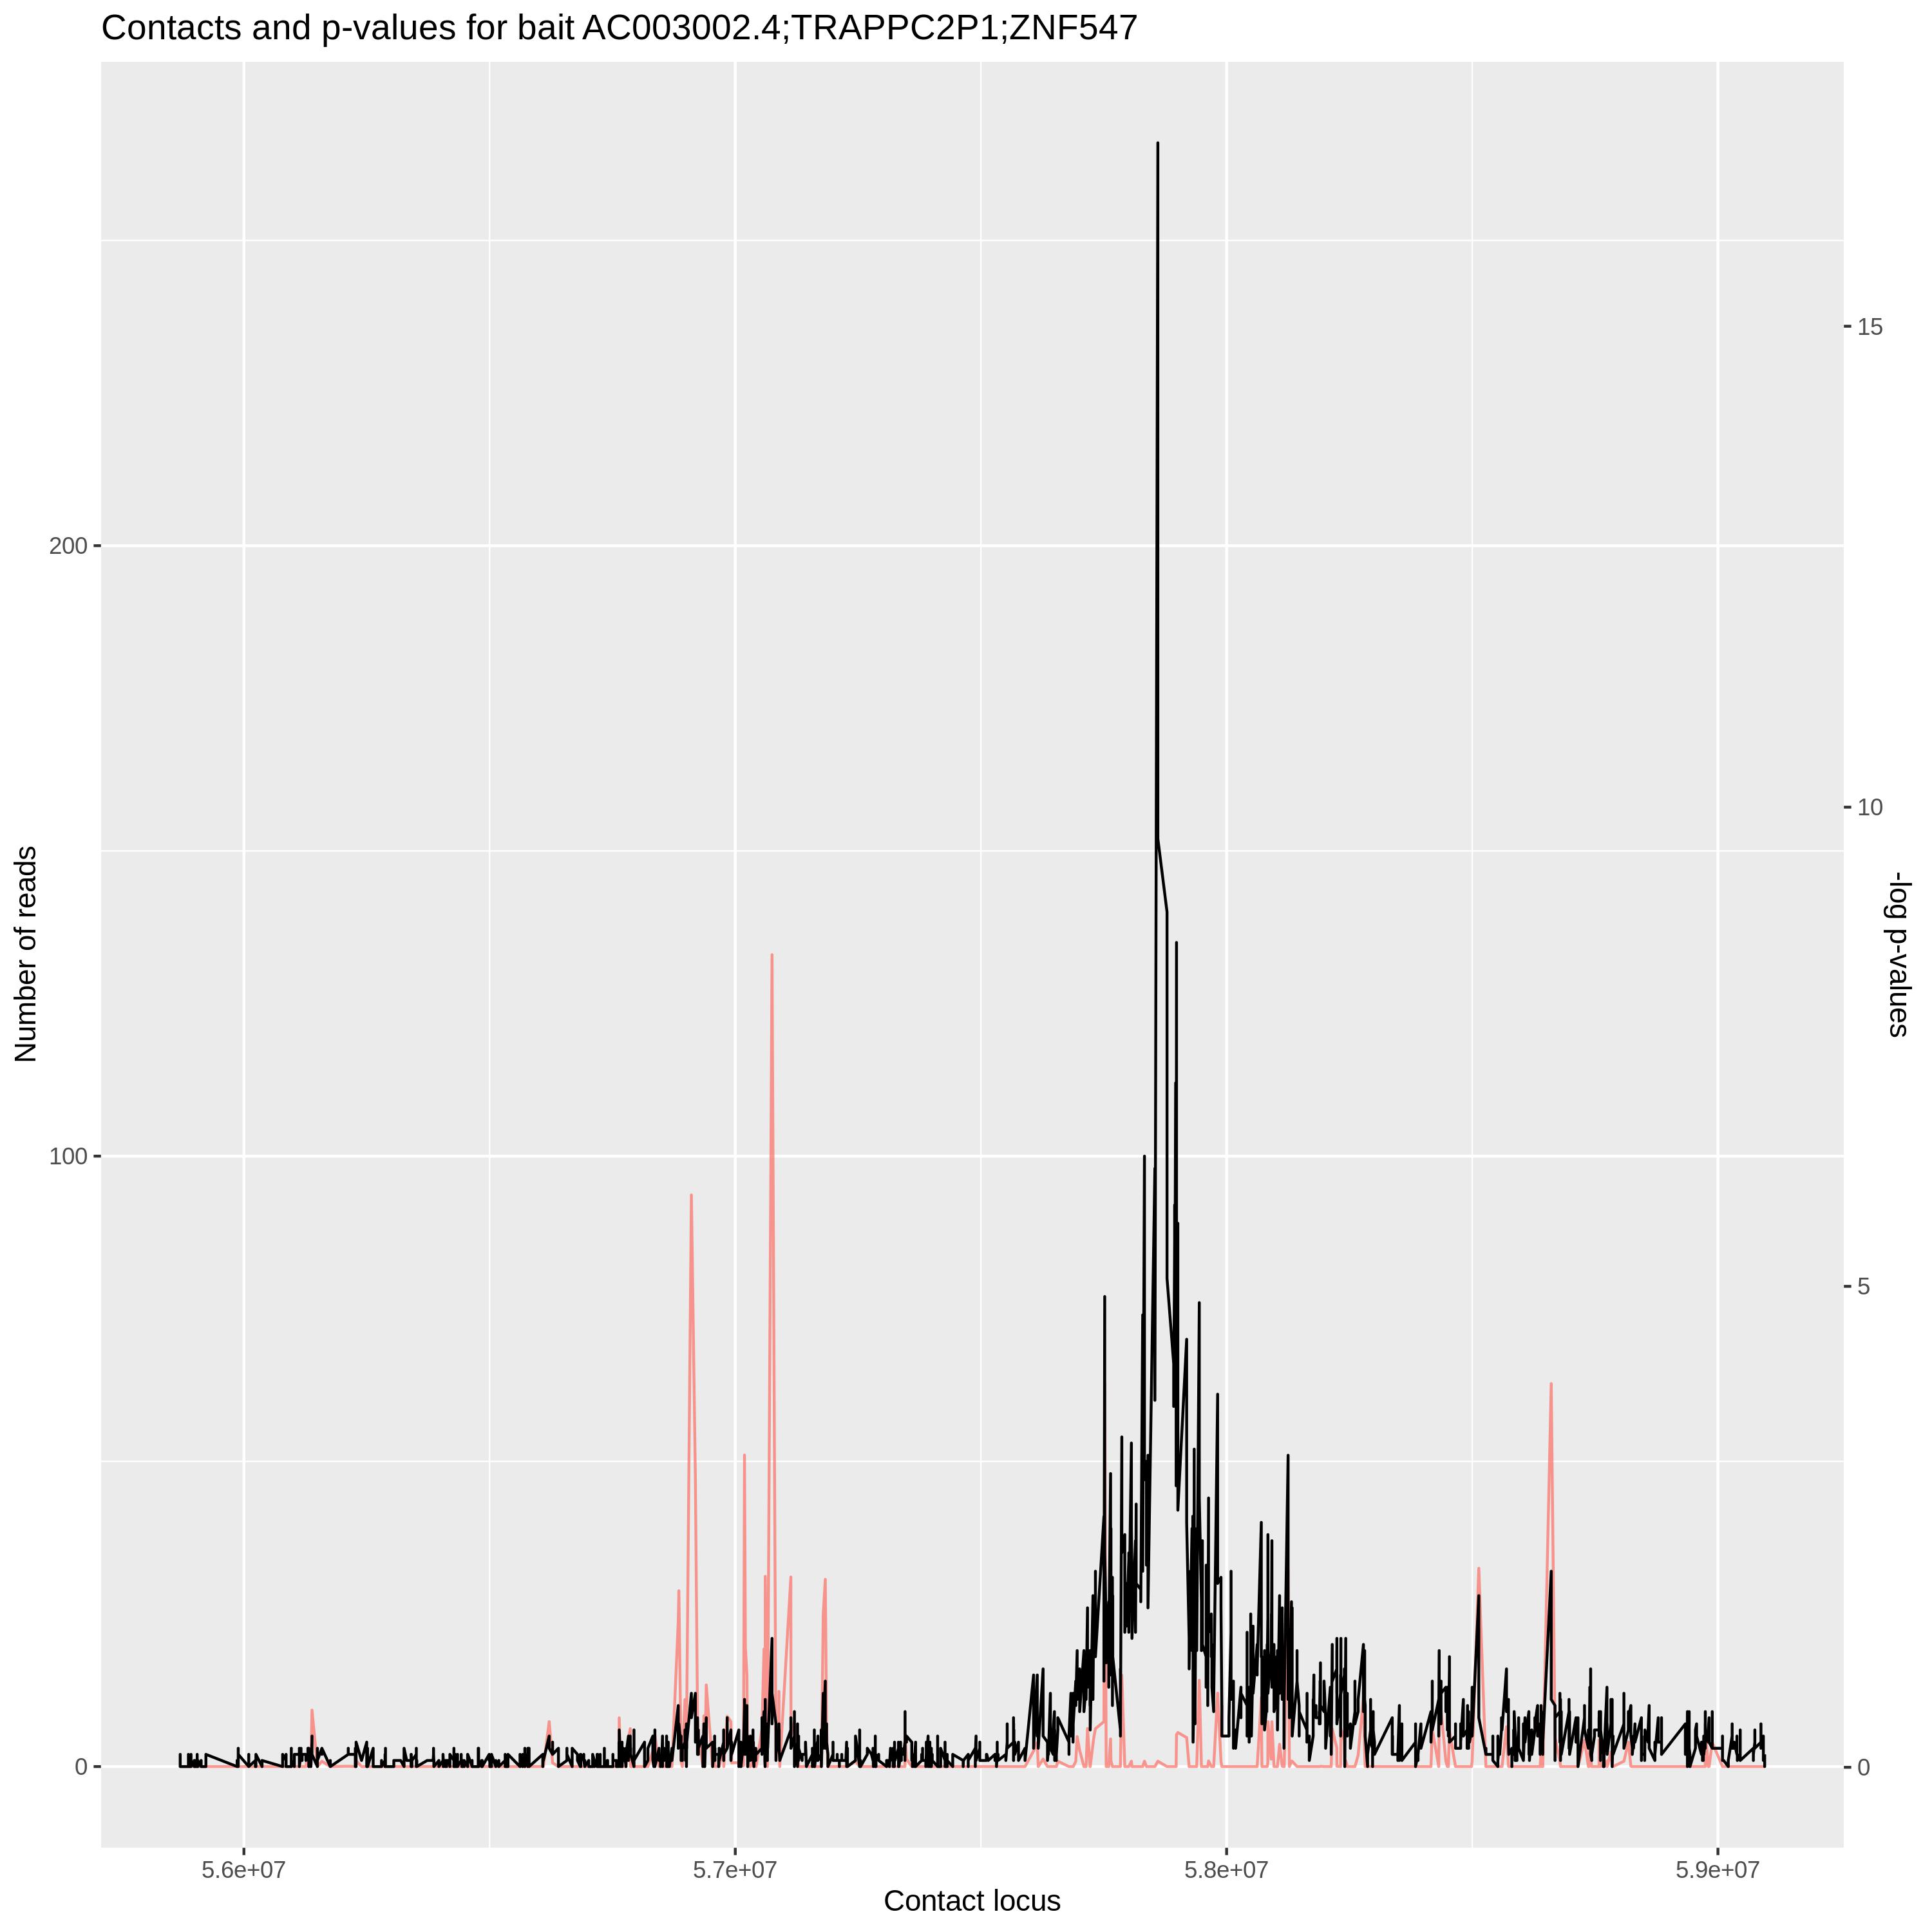 Contacts and p-values for bait AC003002.4;TRAPPC2P1;ZNF547
Number of reads
200
100
0
15
10
5
0
-log p-values
5.6e+07 5.7e+07 5.8e+07 5.9e+07
Contact locus